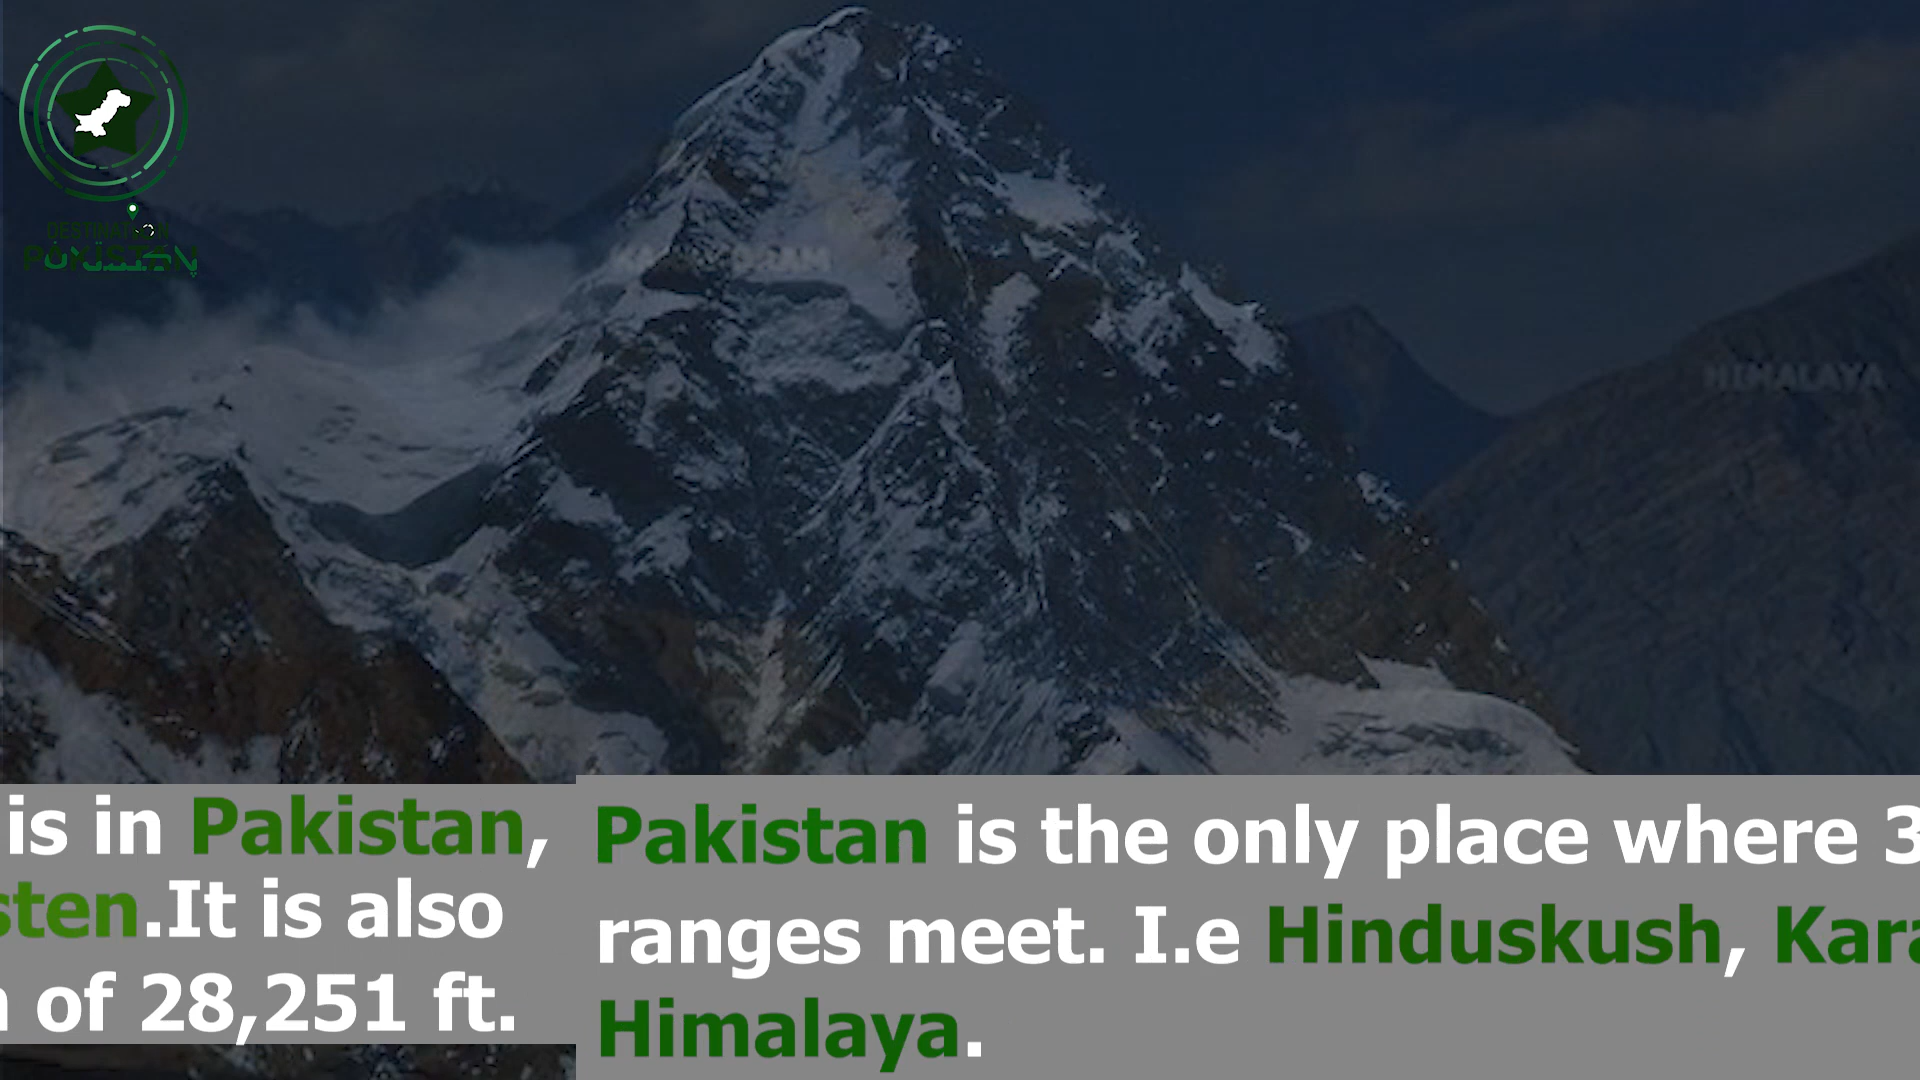 DESTINATION
PAKISTAN
HIMALAYA
is in Pakistan,
sten.It is also
of 28,251 ft.
Pakistan is the only place where 3
ranges meet. I.e Hinduskush, Kara
Himalaya.